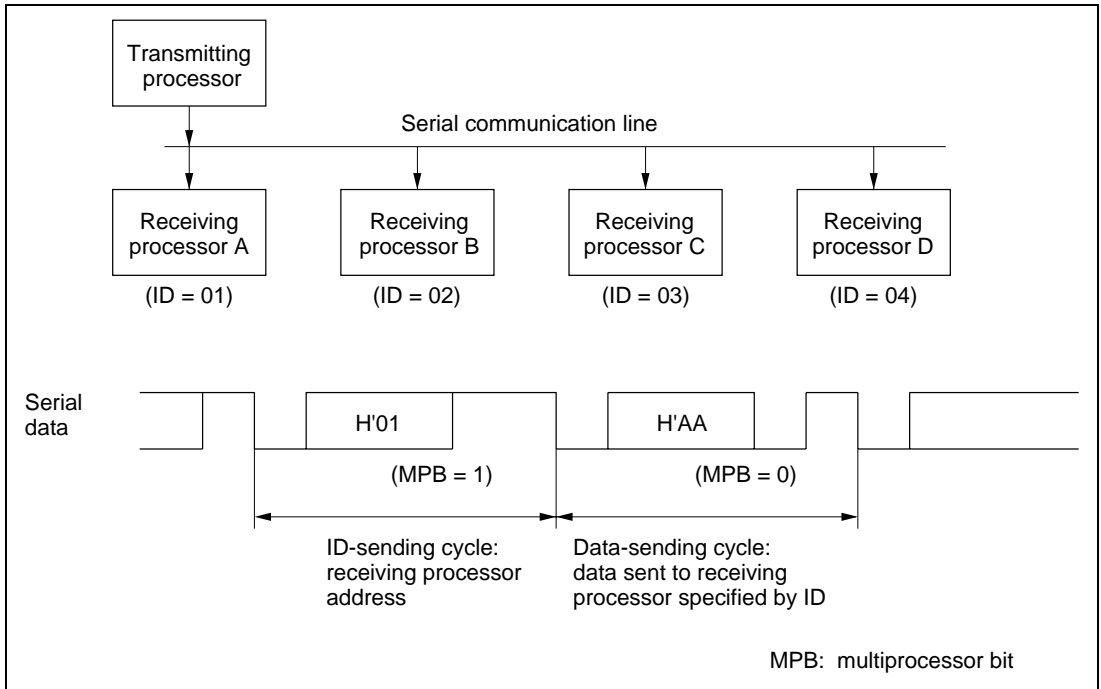 Transmitting
processor
Serial communication line
Receiving
processor A
Receiving
processor B
Receiving
processor C
Receiving
processor D
(ID = 01)
(ID = 02)
(ID = 03)
(ID = 04)
Serial
data
H'01
H'AA
(MPB = 1)
(MPB = 0)
ID-sending cycle:
receiving processor
address
Data-sending cycle:
data sent to receiving
processor specified by ID
MPB: multiprocessor bit